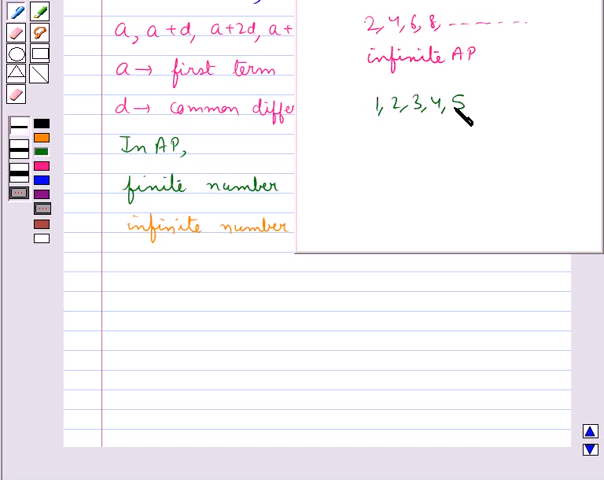 a, a+d, a+2d, a+
a → first term
d → common differ
In AP,
finite number
infinite number
2, 4, 6, 8, ---------
infinite AP
1, 2, 3, 4, 5